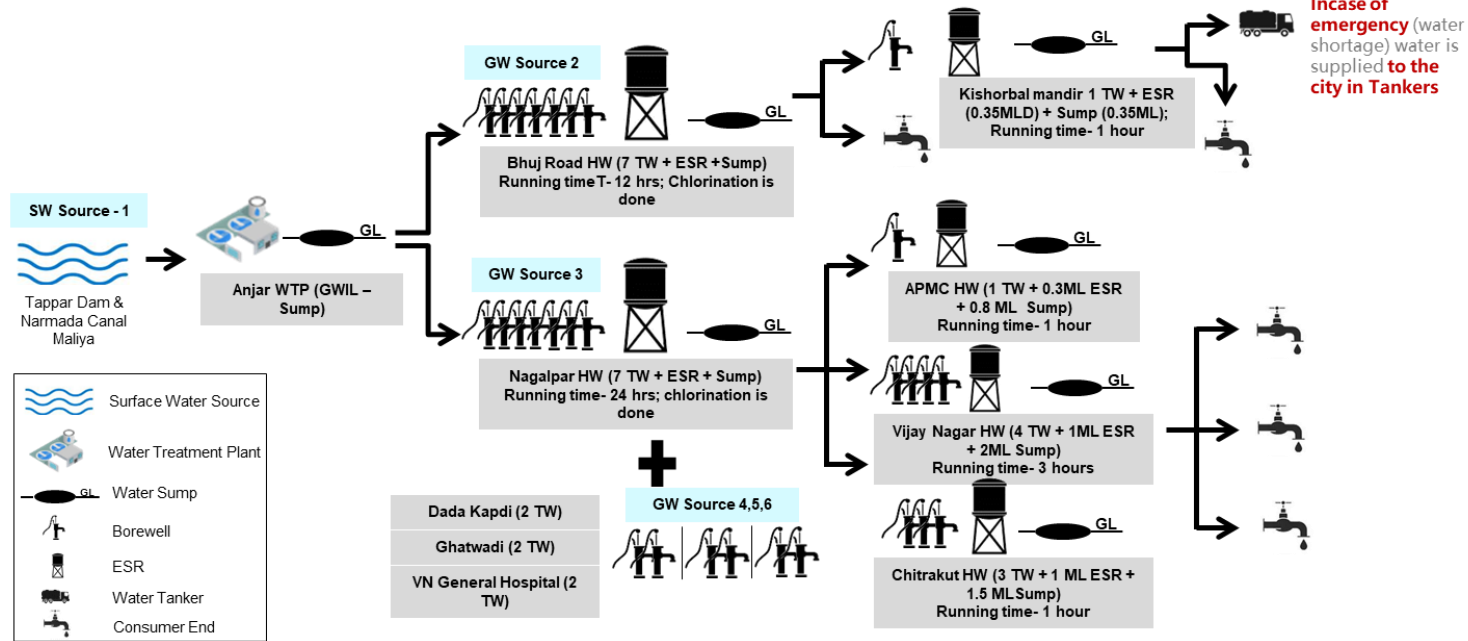 Incase of
emergency (water
shortage) water is
supplied to the
city in Tankers
GL
Kishorbal mandir 1 TW + ESR
(0.35MLD) + Sump (0.35ML);
Running time- 1 hour
GW Source 2
GL
Bhuj Road HW (7 TW + ESR +Sump)
Running timeT- 12 hrs; Chlorination is
done
SW Source - 1
Tappar Dam &
Narmada Canal
Maliya
GL
Anjar WTP (GWIL –
Sump)
GW Source 3
GL
Nagalpar HW (7 TW + ESR + Sump)
Running time- 24 hrs; chlorination is
done
GL
APMC HW (1 TW + 0.3ML ESR
+ 0.8 ML Sump)
Running time- 1 hour
GL
Vijay Nagar HW (4 TW + 1ML ESR
+ 2ML Sump)
Running time- 3 hours
GL
Chitrakut HW (3 TW + 1 ML ESR +
1.5 MLSump)
Running time- 1 hour
GW Source 4,5,6
Dada Kapdi (2 TW)
Ghatwadi (2 TW)
VN General Hospital (2
TW)
Surface Water Source
Water Treatment Plant
GL
Water Sump
Borewell
ESR
Water Tanker
Consumer End